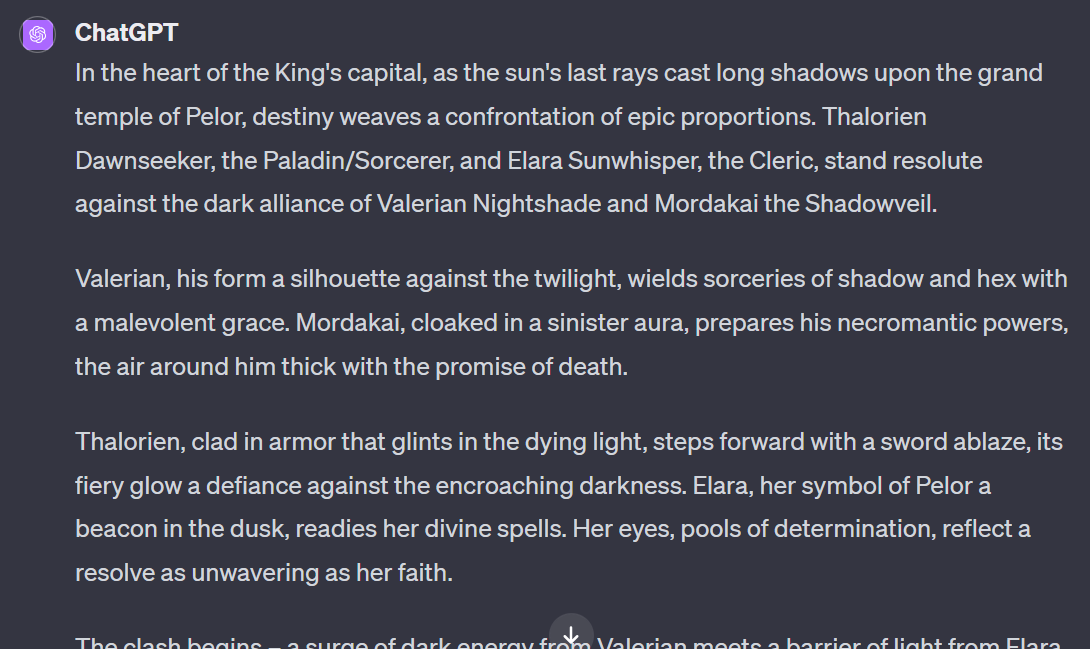 ChatGPT
In the heart of the King's capital, as the sun's last rays cast long shadows upon the grand
temple of Pelor, destiny weaves a confrontation of epic proportions. Thalorien
Dawnseeker, the Paladin/Sorcerer, and Elara Sunwhisper, the Cleric, stand resolute
against the dark alliance of Valerian Nightshade and Mordakai the Shadowveil.
Valerian, his form a silhouette against the twilight, wields sorceries of shadow and hex with
a malevolent grace. Mordakai, cloaked in a sinister aura, prepares his necromantic powers,
the air around him thick with the promise of death.
Thalorien, clad in armor that glints in the dying light, steps forward with a sword ablaze, its
fiery glow a defiance against the encroaching darkness. Elara, her symbol of Pelor a
beacon in the dusk, readies her divine spells. Her eyes, pools of determination, reflect a
resolve as unwavering as her faith.
The clash begins – a surge of dark energy from Valerian meets a barrier of light from Elara